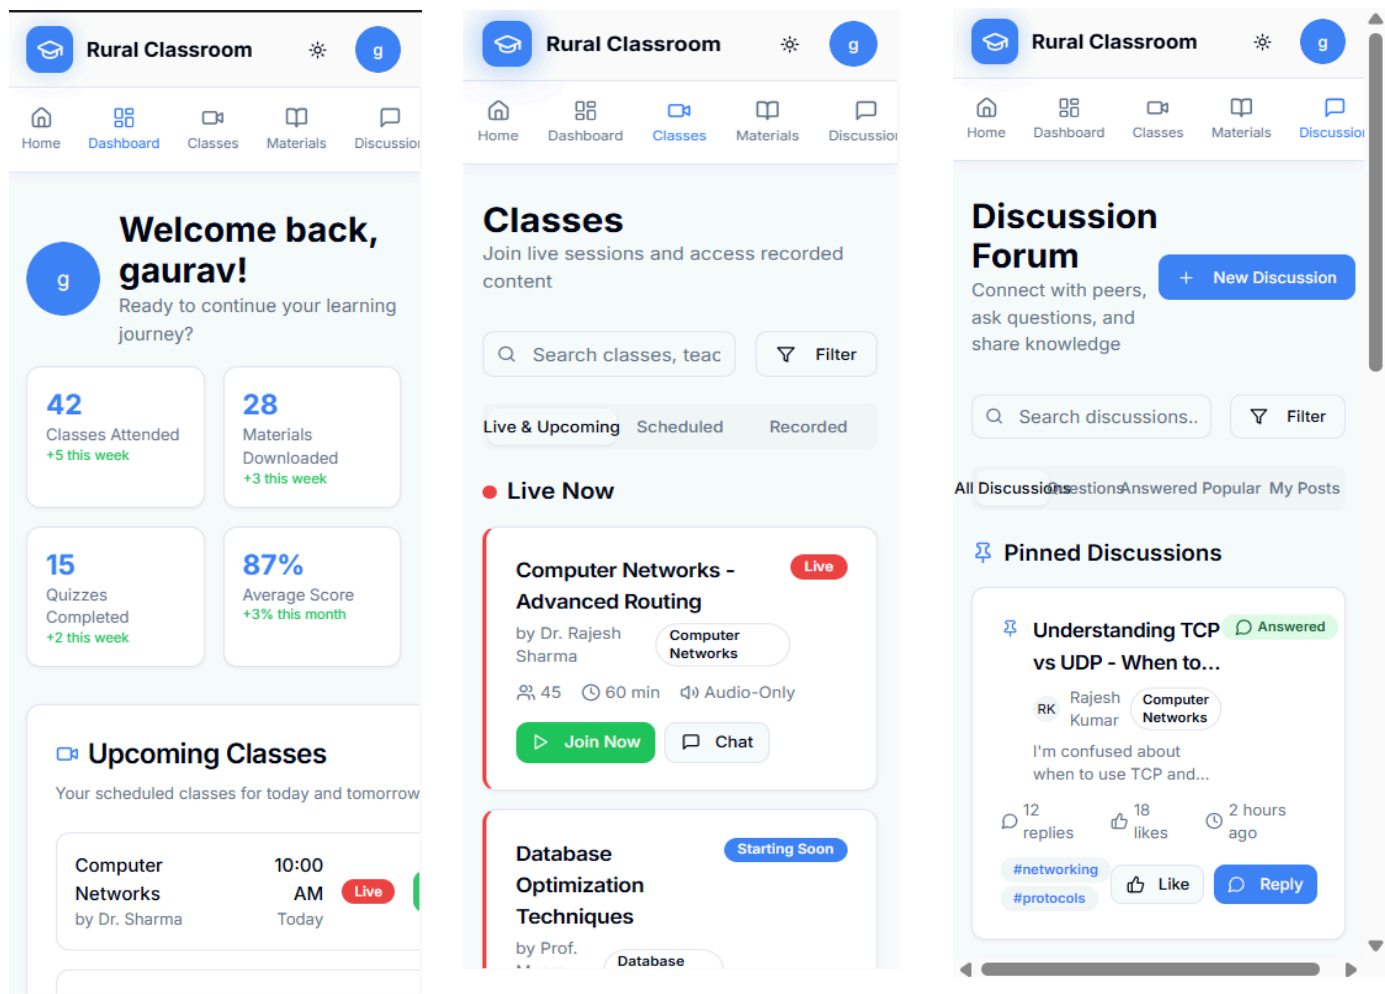 Rural Classroom
g
Home Dashboard Classes Materials Discussion
g
Welcome back,
gaurav!
Ready to continue your learning
journey?
42
Classes Attended
+5 this week
28
Materials
Downloaded
+3 this week
15
Quizzes
Completed
+2 this week
87%
Average Score
+3% this month
Upcoming Classes
Your scheduled classes for today and tomorrow
Computer
Networks
by Dr. Sharma
10:00
AM
Today
Live
Rural Classroom
g
Home Dashboard Classes Materials Discussion
Classes
Join live sessions and access recorded
content
Search classes, teac
Filter
Live & Upcoming Scheduled Recorded
Live Now
Computer Networks -
Advanced Routing
Live
by Dr. Rajesh
Sharma
Computer
Networks
45 60 min Audio-Only
Join Now Chat
Database
Optimization
Techniques
Starting Soon
by Prof.
Database
Rural Classroom
g
Home Dashboard Classes Materials Discussion
Discussion
Forum
Connect with peers,
ask questions, and
share knowledge
+ New Discussion
Search discussions..
Filter
All Discussions Questions Answered Popular My Posts
Pinned Discussions
Understanding TCP
vs UDP - When to...
Answered
RK
Rajesh
Kumar
Computer
Networks
I'm confused about
when to use TCP and...
12
replies
18
likes
2 hours
ago
#networking
#protocols
Like Reply